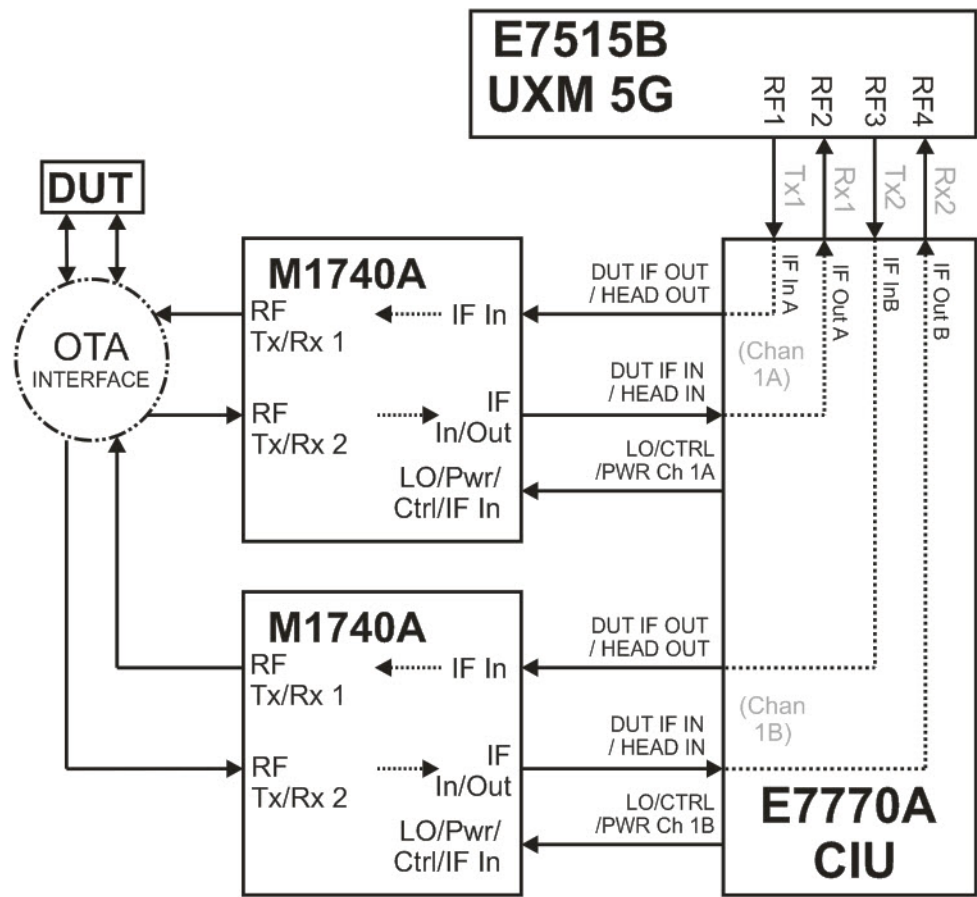 E7515B
UXM 5G
RF1
RF2
RF3
RF4
Tx1
Rx1
Tx2
Rx2
DUT
OTA
INTERFACE
M1740A
RF
Tx/Rx 1
IF In
RF
Tx/Rx 2
IF
In/Out
LO/Pwr/
Ctrl/IF In
DUT IF OUT
/ HEAD OUT
DUT IF IN
/ HEAD IN
LO/CTRL
/PWR Ch 1A
IF In A
IF Out A
IF InB
IF Out B
(Chan
1A)
M1740A
RF
Tx/Rx 1
IF In
RF
Tx/Rx 2
IF
In/Out
LO/Pwr/
Ctrl/IF In
DUT IF OUT
/ HEAD OUT
DUT IF IN
/ HEAD IN
LO/CTRL
/PWR Ch 1B
(Chan
1B)
E7770A
CIU